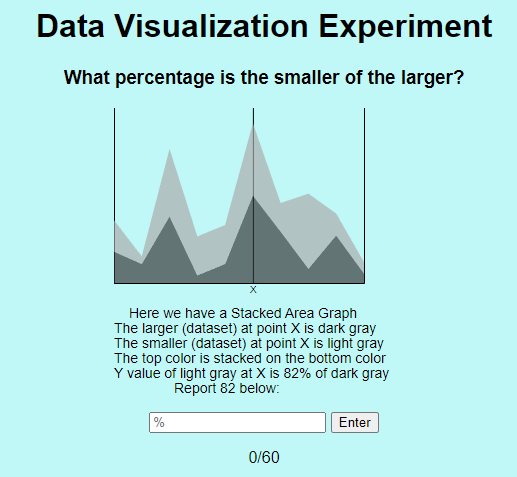 Data Visualization Experiment
What percentage is the smaller of the larger?
X
Here we have a Stacked Area Graph
The larger (dataset) at point X is dark gray
The smaller (dataset) at point X is light gray
The top color is stacked on the bottom color
Y value of light gray at X is 82% of dark gray
Report 82 below:
% Enter
0/60